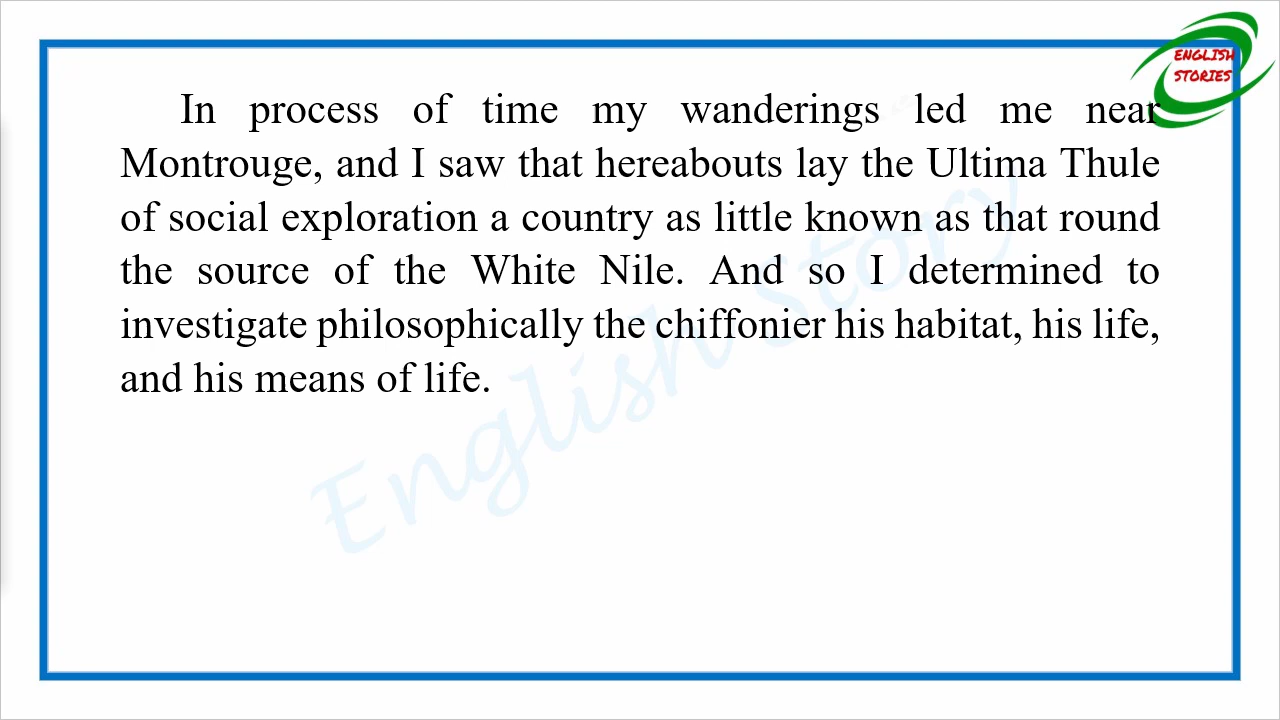 ENGLISH
STORIES
In process of time my wanderings led me near
Montrouge, and I saw that hereabouts lay the Ultima Thule
of social exploration a country as little known as that round
the source of the White Nile. And so I determined to
investigate philosophically the chiffonier his habitat, his life,
and his means of life.
English Story